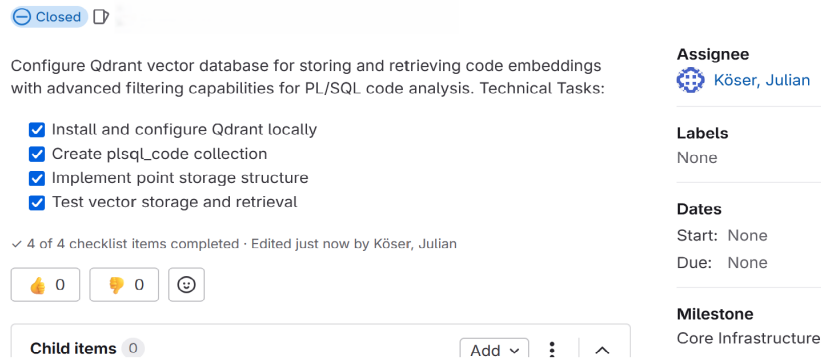 Closed
Configure Qdrant vector database for storing and retrieving code embeddings
with advanced filtering capabilities for PL/SQL code analysis. Technical Tasks:
Install and configure Qdrant locally
Create plsql_code collection
Implement point storage structure
Test vector storage and retrieval
4 of 4 checklist items completed · Edited just now by Köser, Julian
0 0
Child items 0 Add
Assignee
Köser, Julian
Labels
None
Dates
Start: None
Due: None
Milestone
Core Infrastructure